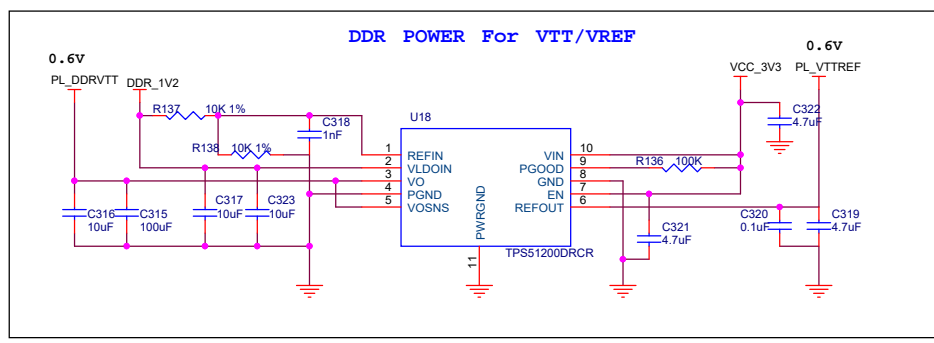 DDR POWER For VTT/VREF
0.6V
0.6V
PL_DDRVTT
DDR_1V2
VCC_3V3
PL_VTTREF
R137
10K 1%
C318
1nF
U18
C322
4.7uF
R138
10K 1%
1
REFIN
2
VLDOIN
3
VO
4
PGND
5
VOSNS
VIN
10
PGOOD
9
GND
8
EN
7
REFOUT
6
R136
100K
PWRGND
11
TPS51200DRCR
C316
10uF
C315
100uF
C317
10uF
C323
10uF
C321
4.7uF
C320
0.1uF
C319
4.7uF